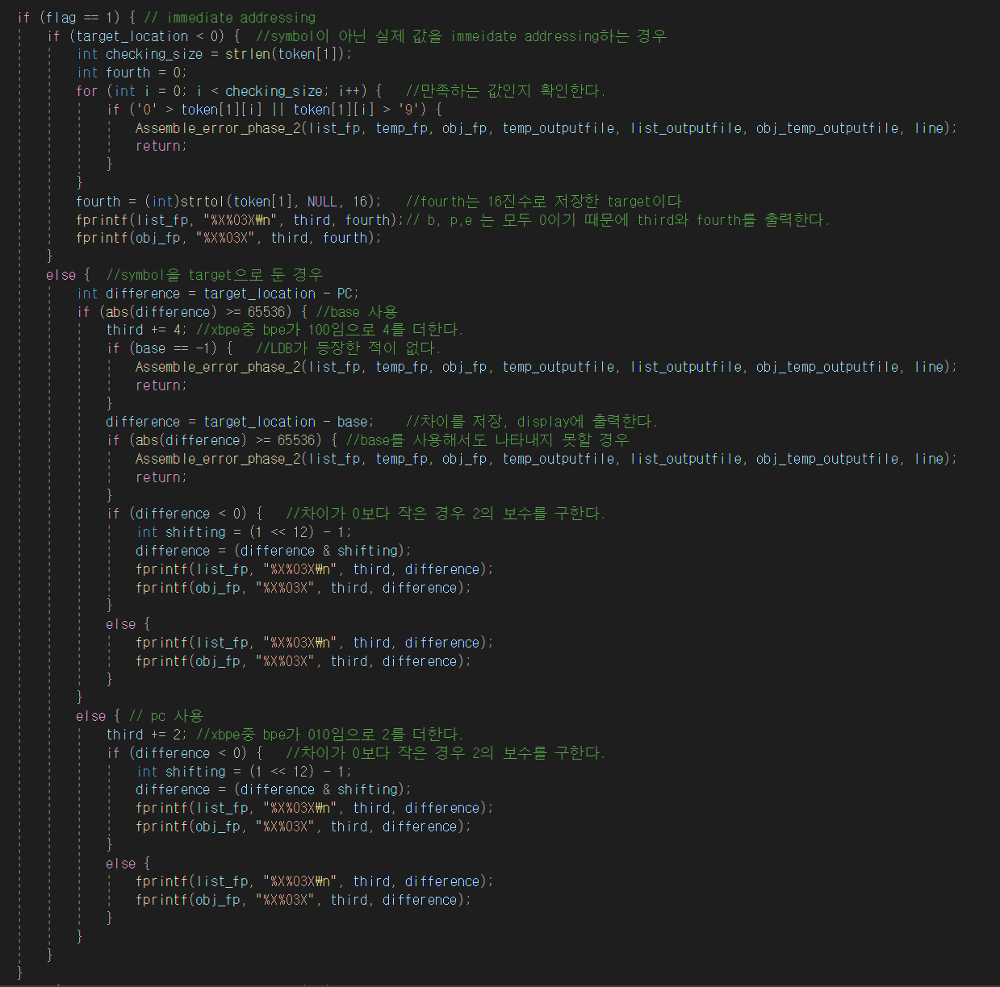 if (flag == 1) { // immediate addressing
if (target_location < 0) {  //symbol이 아닌 실제 값을 immeidate addressing하는 경우
int checking_size = strlen(token[1]);
int fourth = 0;
for (int i = 0; i < checking_size; i++) {   //만족하는 값인지 확인한다.
if ('0' > token[1][i] || token[1][i] > '9') {
Assemble_error_phase_2(list_fp, temp_fp, obj_fp, temp_outputfile, list_outputfile, obj_temp_outputfile, line);
return;
}
}
fourth = (int)strtol(token[1], NULL, 16);   //fourth는 16진수로 저장한 target이다
fprintf(list_fp, "%X%03X₩n", third, fourth);// b, p,e 는 모두 0이기 때문에 third와 fourth를 출력한다.
fprintf(obj_fp, "%X%03X", third, fourth);
}
else {  //symbol을 target으로 둔 경우
int difference = target_location - PC;
if (abs(difference) >= 65536) { //base 사용
third += 4; //xbpe중 bpe가 100임으로 4를 더한다.
if (base == -1) {   //LDB가 등장한 적이 없다.
Assemble_error_phase_2(list_fp, temp_fp, obj_fp, temp_outputfile, list_outputfile, obj_temp_outputfile, line);
return;
}
difference = target_location - base;    //차이를 저장, display에 출력한다.
if (abs(difference) >= 65536) { //base를 사용해서도 나타내지 못할 경우
Assemble_error_phase_2(list_fp, temp_fp, obj_fp, temp_outputfile, list_outputfile, obj_temp_outputfile, line);
return;
}
if (difference < 0) {   //차이가 0보다 작은 경우 2의 보수를 구한다.
int shifting = (1 << 12) - 1;
difference = (difference & shifting);
fprintf(list_fp, "%X%03X₩n", third, difference);
fprintf(obj_fp, "%X%03X", third, difference);
}
else {
fprintf(list_fp, "%X%03X₩n", third, difference);
fprintf(obj_fp, "%X%03X", third, difference);
}
}
else { // pc 사용
third += 2; //xbpe중 bpe가 010임으로 2를 더한다.
if (difference < 0) {   //차이가 0보다 작은 경우 2의 보수를 구한다.
int shifting = (1 << 12) - 1;
difference = (difference & shifting);
fprintf(list_fp, "%X%03X₩n", third, difference);
fprintf(obj_fp, "%X%03X", third, difference);
}
else {
fprintf(list_fp, "%X%03X₩n", third, difference);
fprintf(obj_fp, "%X%03X", third, difference);
}
}
}
}